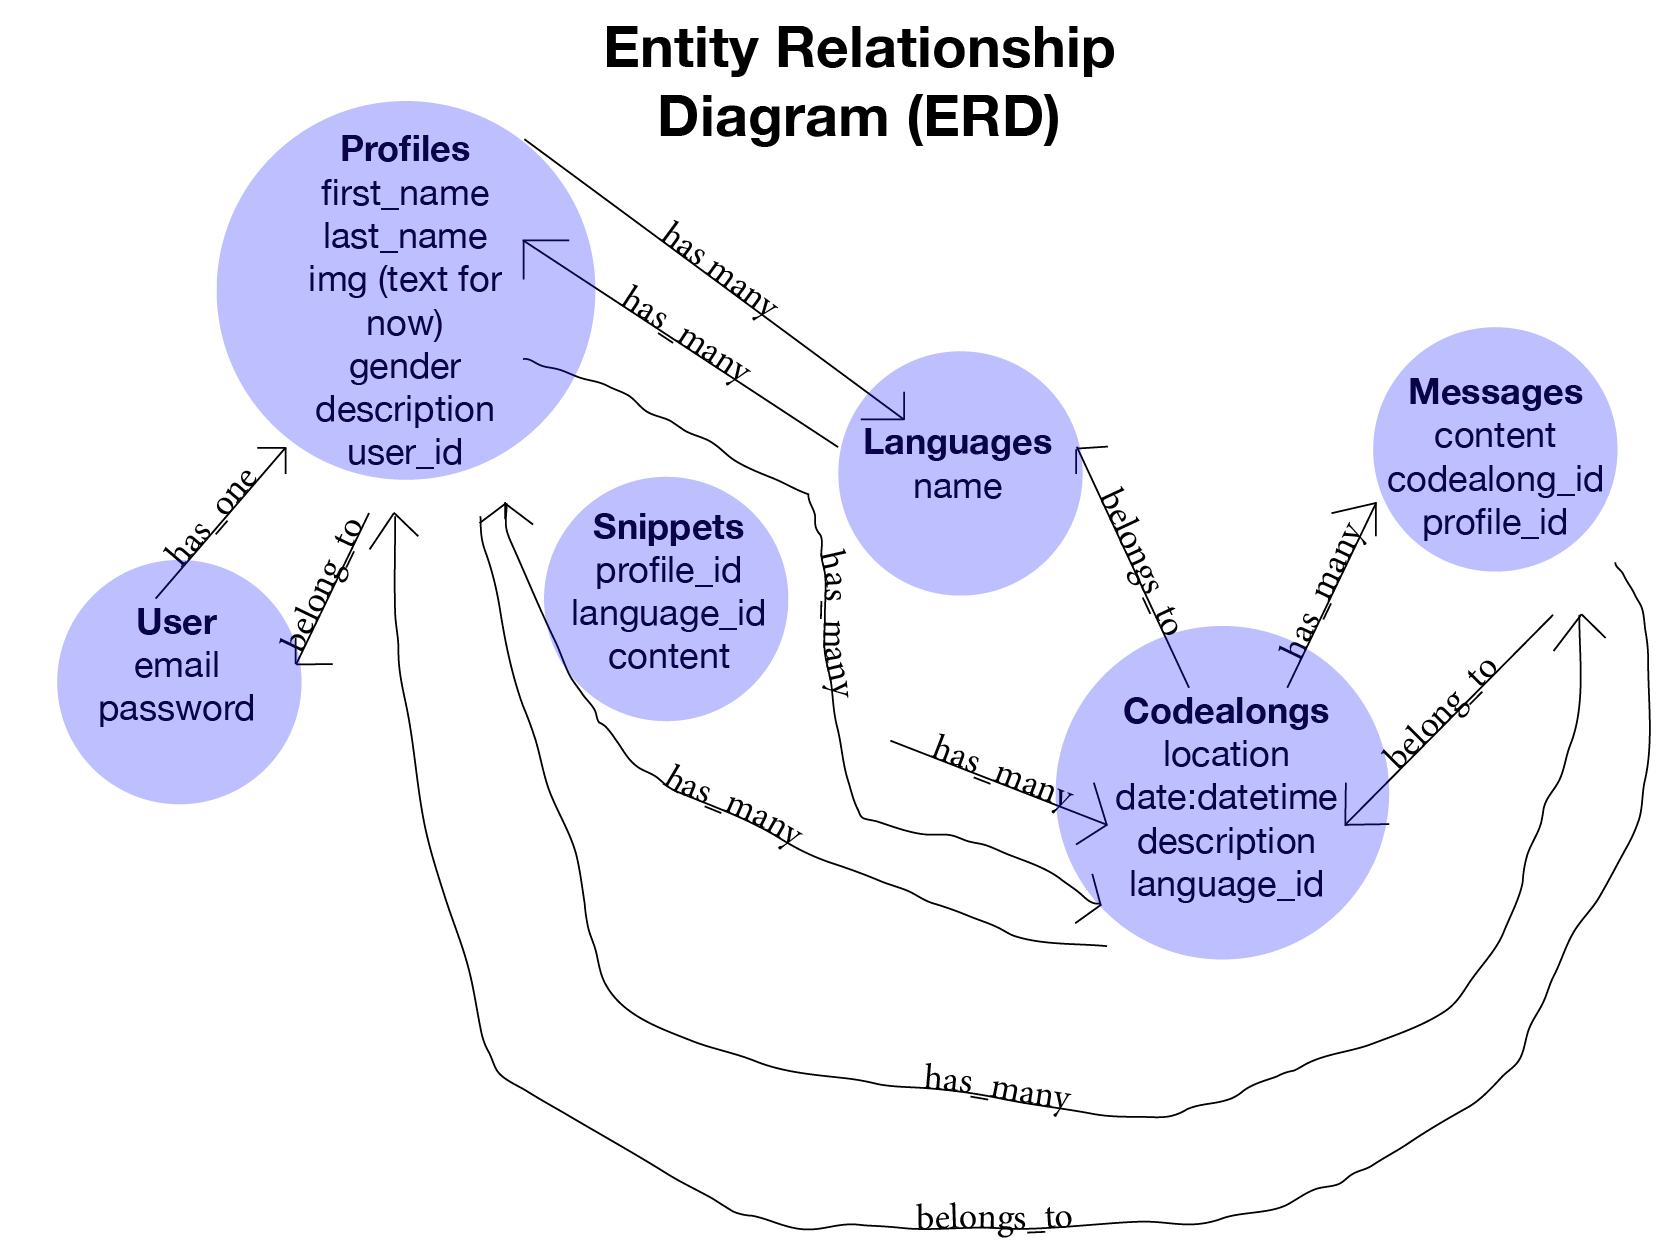 Entity Relationship
Diagram (ERD)
Profiles
first_name
last_name
img (text for
now)
gender
description
user_id
has many
has_many
Languages
name
Messages
content
codealong_id
profile_id
has_one
belong_to
User
email
password
Snippets
profile_id
language_id
content
has_many
belongs_to
has_many
Codealongs
location
date:datetime
description
language_id
belong_to
has_many
has_many
has_many
belongs_to